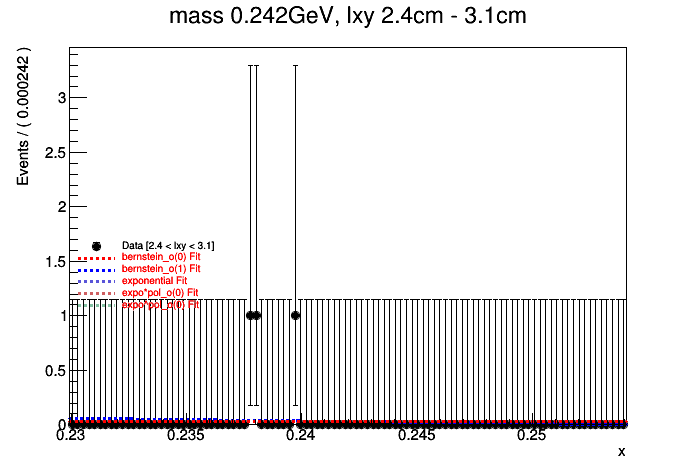 mass 0.242GeV, lxy 2.4cm - 3.1cm
Events / ( 0.000242 )
3
2.5
2
1.5
1
0.5
0
Data [2.4 < lxy < 3.1]
bernstein_o(0) Fit
bernstein_o(1) Fit
exponential Fit
expo*pol_o(0) Fit
0.23 0.235 0.24 0.245 0.25
x